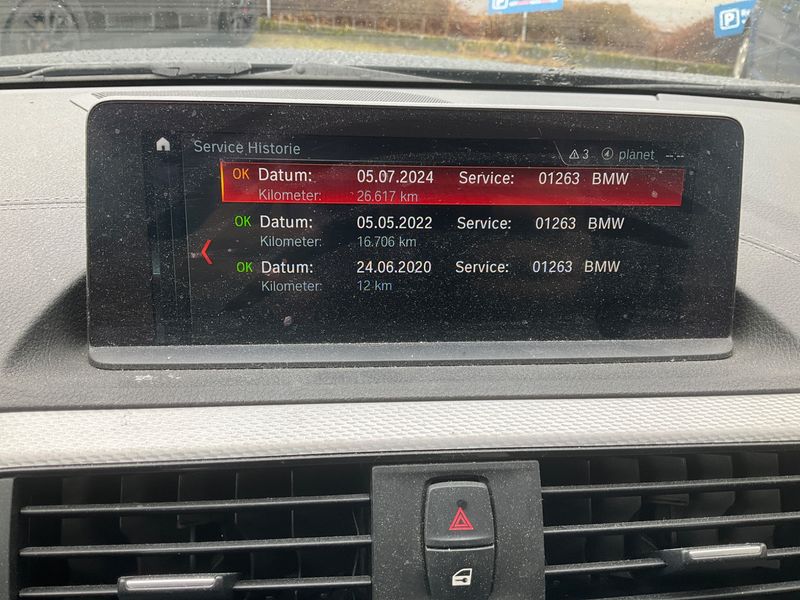 P
P
Service Historie
3 4 planet --:--
OK Datum: 05.07.2024 Service: 01263 BMW
Kilometer: 26.617 km
OK Datum: 05.05.2022 Service: 01263 BMW
Kilometer: 16.706 km
OK Datum: 24.06.2020 Service: 01263 BMW
Kilometer: 12 km